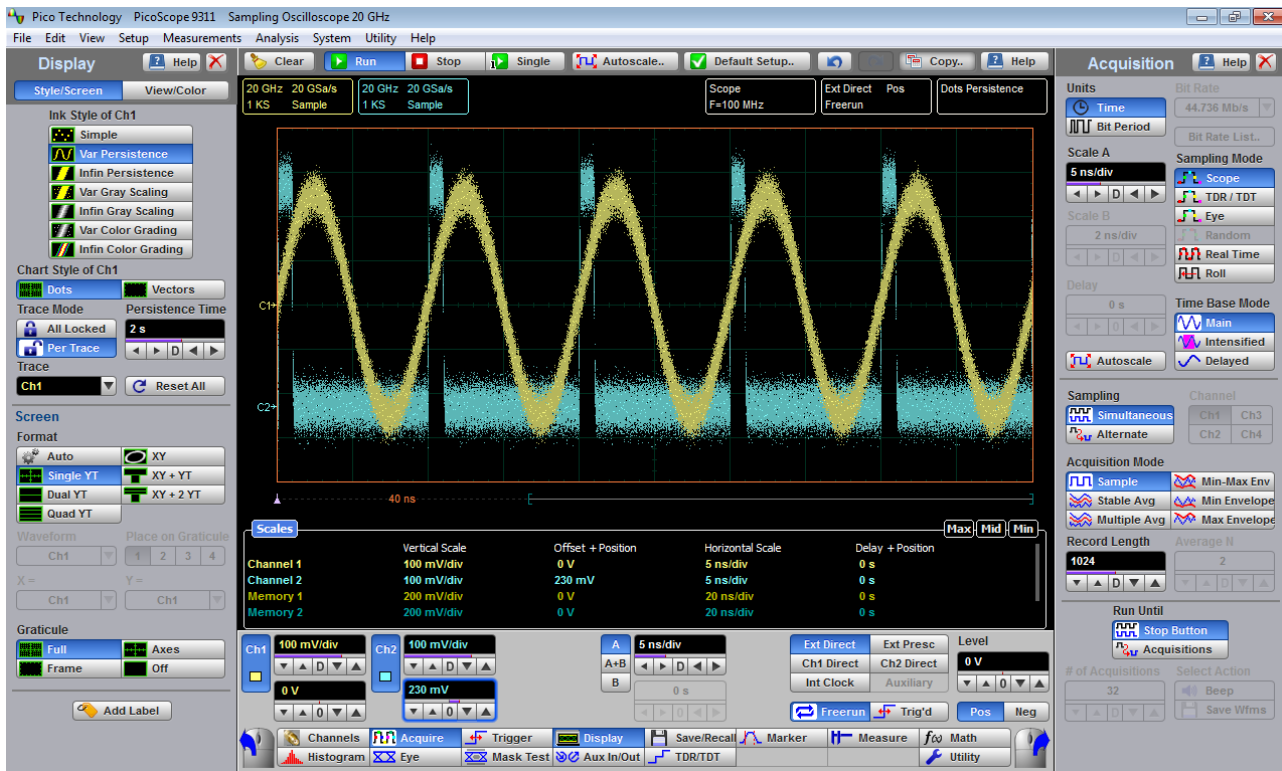 Pico Technology PicoScope 9311 Sampling Oscilloscope 20 GHz
File Edit View Setup Measurements Analysis System Utility Help
Display
Help
Style/Screen View/Color
Ink Style of Ch1
Simple
Var Persistence
Infin Persistence
Var Gray Scaling
Infin Gray Scaling
Var Color Grading
Infin Color Grading
Chart Style of Ch1
Dots Vectors
Trace Mode Persistence Time
All Locked 2 s
Per Trace D
Trace
Ch1 Reset All
Screen
Format
Auto XY
Single YT XY + YT
Dual YT XY + 2 YT
Quad YT
Waveform Place on Graticule
Ch1 1 2 3 4
X = Y =
Ch1 Ch1
Graticule
Full Axes
Frame Off
Add Label
Clear Run Stop Single Autoscale.. Default Setup.. Copy.. Help
20 GHz 20 GSa/s
1 KS Sample
20 GHz 20 GSa/s
1 KS Sample
Scope
F=100 MHz
Ext Direct Pos
Freerun
Dots Persistence
C1
C2
40 ns
Scales Max Mid Min
Vertical Scale Offset + Position Horizontal Scale Delay + Position
Channel 1 100 mV/div 0 V 5 ns/div 0 s
Channel 2 100 mV/div 230 mV 5 ns/div 0 s
Memory 1 200 mV/div 0 V 20 ns/div 0 s
Memory 2 200 mV/div 0 V 20 ns/div 0 s
Ch1 100 mV/div Ch2 100 mV/div A 5 ns/div Ext Direct Ext Presc Level
D D A+B D Ch1 Direct Ch2 Direct 0 V
0 V 230 mV B 0 s Int Clock Auxiliary 0
0 0 0 Freerun Trig'd Pos Neg
Channels Acquire Trigger Display Save/Recall Marker Measure f(x) Math
Histogram Eye Mask Test Aux In/Out TDR/TDT Utility
Acquisition
Help
Units Bit Rate
Time 44.736 Mb/s
Bit Period Bit Rate List..
Scale A Sampling Mode
5 ns/div Scope
D TDR / TDT
Scale B Eye
2 ns/div Random
D Real Time
Roll
Delay
0 s Time Base Mode
0 Main
Intensified
Autoscale Delayed
Sampling Channel
Simultaneous Ch1 Ch3
Alternate Ch2 Ch4
Acquisition Mode
Sample Min-Max Env
Stable Avg Min Envelope
Multiple Avg Max Envelope
Record Length Average N
1024 2
D D
Run Until
Stop Button
Acquisitions
# of Acquisitions Select Action
32 Beep
D Save Wfms